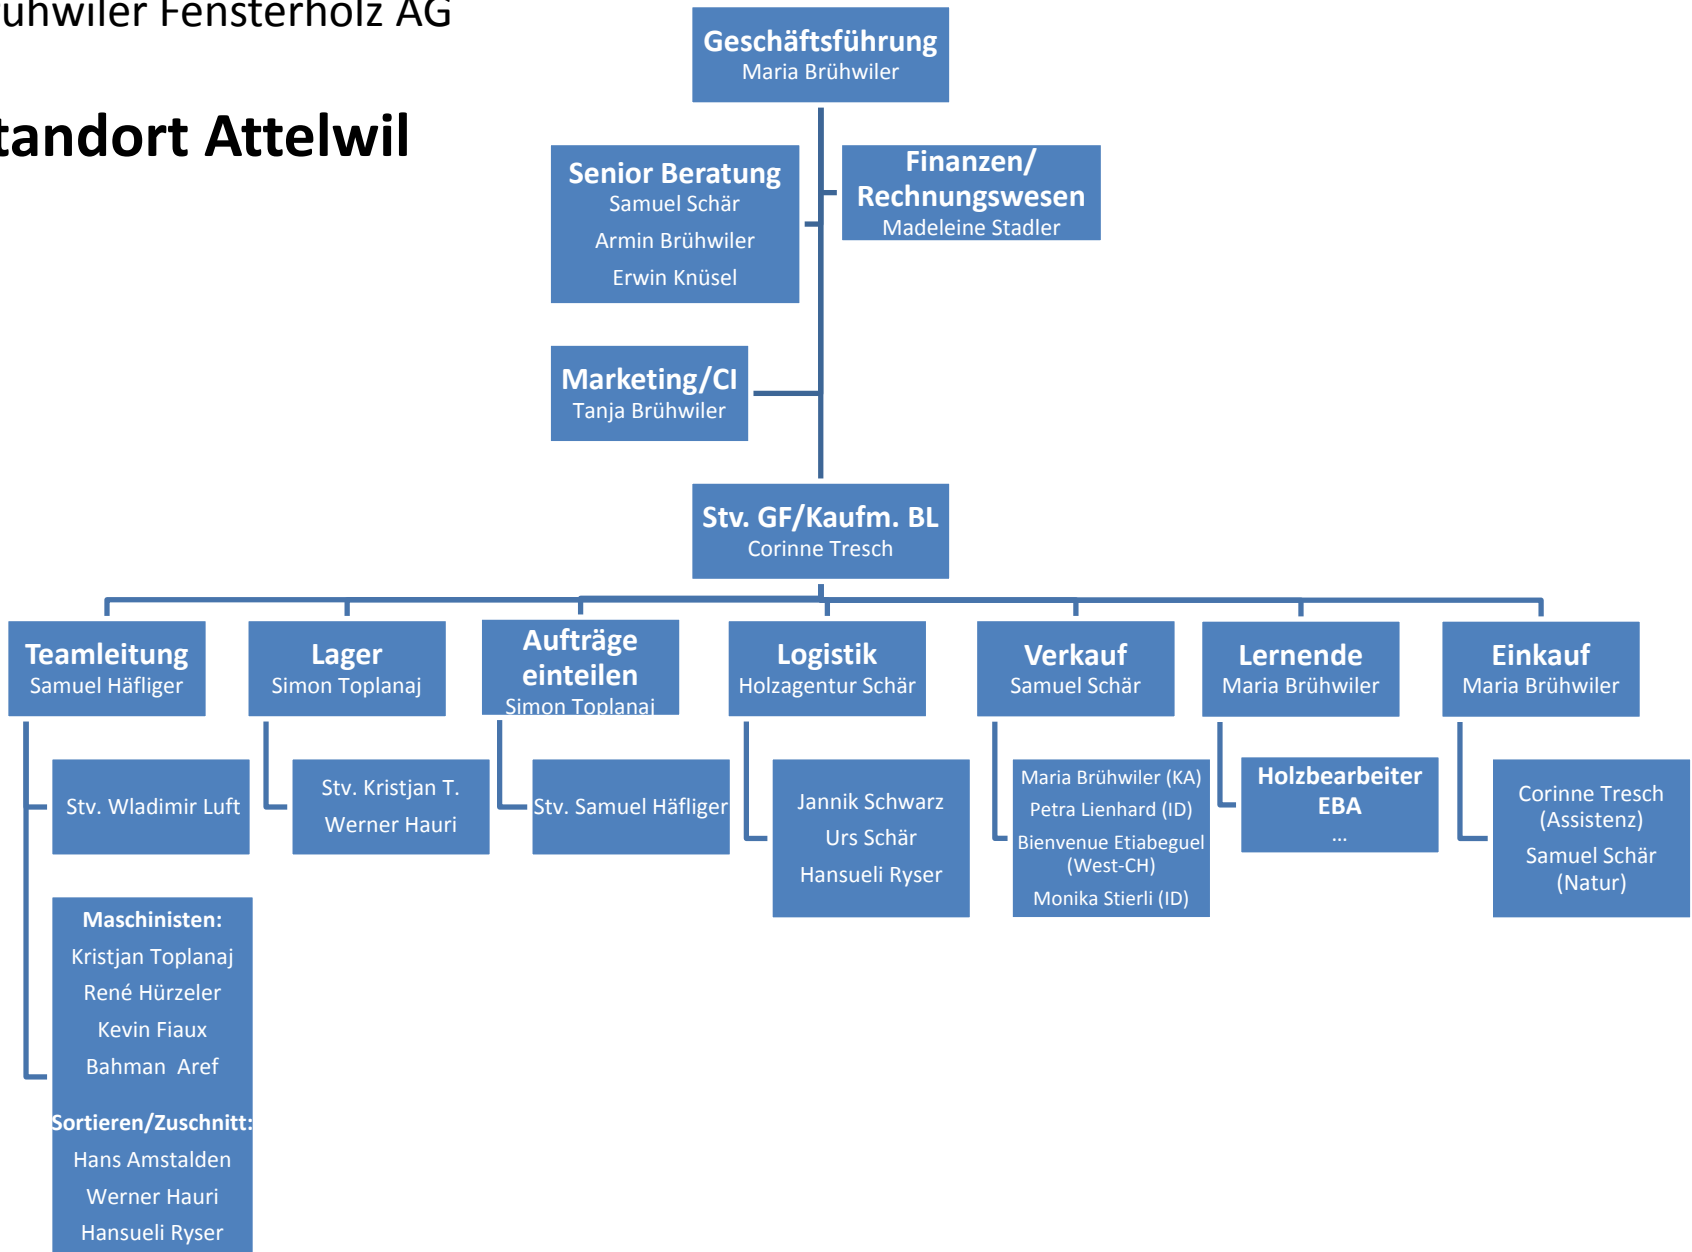 ühwiler Fensterholz AG
tandort Attelwil
Geschäftsführung
Maria Brühwiler
Senior Beratung
Samuel Schär
Armin Brühwiler
Erwin Knüsel
Finanzen/
Rechnungswesen
Madeleine Stadler
Marketing/CI
Tanja Brühwiler
Stv. GF/Kaufm. BL
Corinne Tresch
Teamleitung
Samuel Häfliger
Lager
Simon Toplanaj
Aufträge
einteilen
Simon Toplanaj
Logistik
Holzagentur Schär
Verkauf
Samuel Schär
Lernende
Maria Brühwiler
Einkauf
Maria Brühwiler
Stv. Wladimir Luft
Stv. Kristjan T.
Werner Hauri
Stv. Samuel Häfliger
Jannik Schwarz
Urs Schär
Hansueli Ryser
Maria Brühwiler (KA)
Petra Lienhard (ID)
Bienvenue Etiabeguel
(West-CH)
Monika Stierli (ID)
Holzbearbeiter
EBA
...
Corinne Tresch
(Assistenz)
Samuel Schär
(Natur)
Maschinisten:
Kristjan Toplanaj
René Hürzeler
Kevin Fiaux
Bahman  Aref
Sortieren/Zuschnitt:
Hans Amstalden
Werner Hauri
Hansueli Ryser